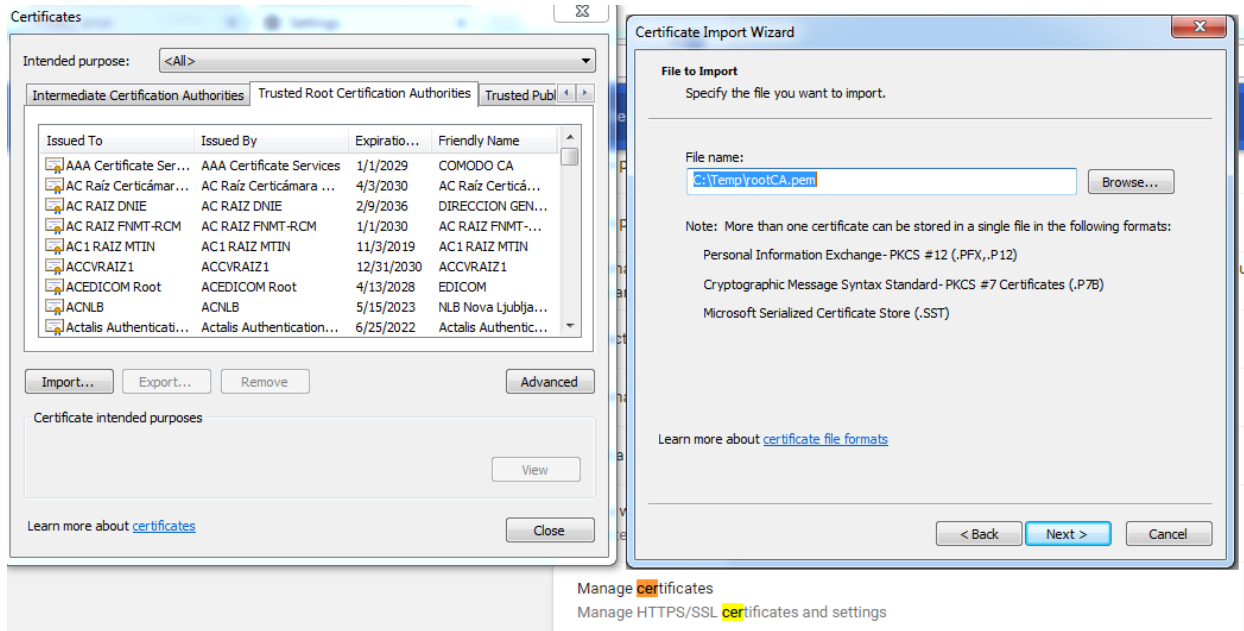 Certificates
Intended purpose: <All>
Intermediate Certification Authorities Trusted Root Certification Authorities Trusted Publ
Issued To Issued By Expiratio... Friendly Name
AAA Certificate Ser... AAA Certificate Services 1/1/2029 COMODO CA
AC Raíz Certicámar... AC Raíz Certicámara ... 4/3/2030 AC Raíz Certicá...
AC RAIZ DNIE AC RAIZ DNIE 2/9/2036 DIRECCION GEN...
AC RAIZ FNMT-RCM AC RAIZ FNMT-RCM 1/1/2030 AC RAIZ FNMT-...
AC1 RAIZ MTIN AC1 RAIZ MTIN 11/3/2019 AC1 RAIZ MTIN
ACCVRAIZ1 ACCVRAIZ1 12/31/2030 ACCVRAIZ1
ACEDICOM Root ACEDICOM Root 4/13/2028 EDICOM
ACNLB ACNLB 5/15/2023 NLB Nova Ljublja...
Actalis Authenticati... Actalis Authentication... 6/25/2022 Actalis Authentic...
Import... Export... Remove Advanced
Certificate intended purposes
View
Learn more about certificates
Close
Certificate Import Wizard
File to Import
Specify the file you want to import.
File name:
C:\Temp\rootCA.pem Browse...
Note: More than one certificate can be stored in a single file in the following formats:
Personal Information Exchange- PKCS #12 (.PFX,.P12)
Cryptographic Message Syntax Standard- PKCS #7 Certificates (.P7B)
Microsoft Serialized Certificate Store (.SST)
Learn more about certificate file formats
< Back Next > Cancel
Manage certificates
Manage HTTPS/SSL certificates and settings